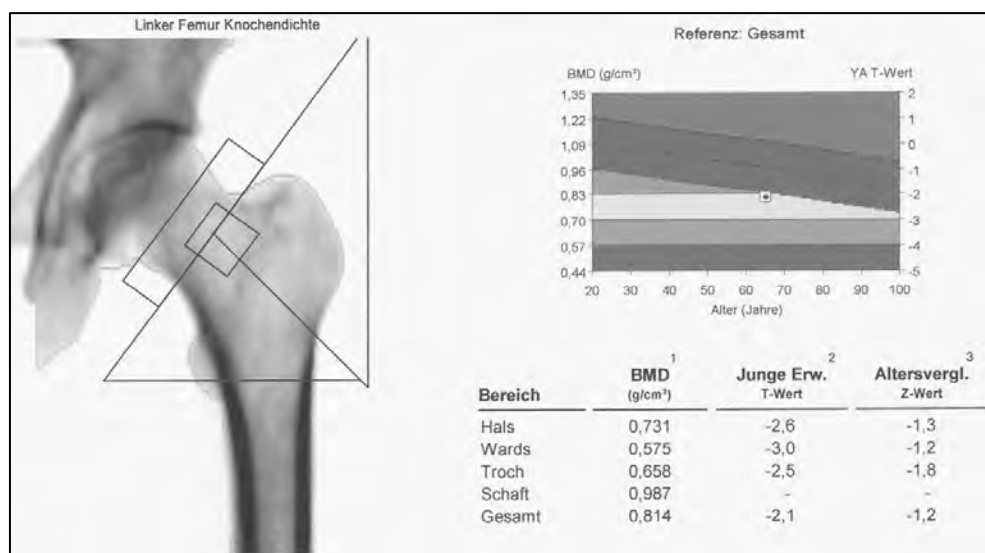 Linker Femur Knochendichte
Referenz: Gesamt
BMD (g/cm³) YA T-Wert
1,35 2
1.22 1
1,09 0
0,96 -1
0,83 -2
0,70 -3
0,57 -4
0,44 -5
20 30 40 50 60 70 80 90 100
Alter (Jahre)
1 2 3
BMD Junge Erw. Altersvergl.
Bereich (g/cm³) T-Wert Z-Wert
Hals 0,731 -2,6 -1,3
Wards 0,575 -3,0 -1,2
Troch 0,658 -2,5 -1,8
Schaft 0,987 - -
Gesamt 0,814 -2,1 -1,2